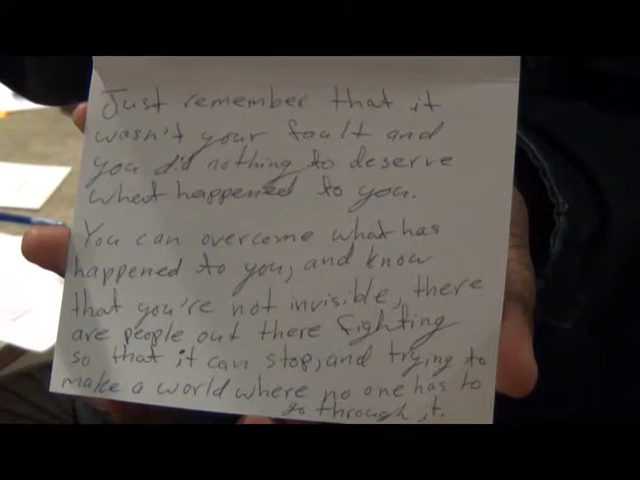 Just remember that it
wasn't your fault and
you did nothing to deserve
what happened to you.
You can overcome what has
happened to you, and know
that you're not invisible, there
are people out there fighting
so that it can stop, and trying to
make a world where no one has to
go through it.